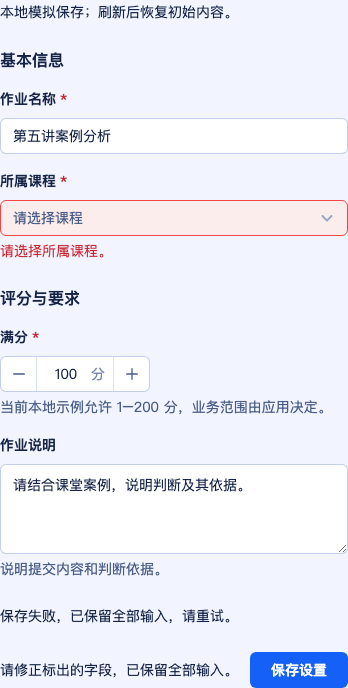 本地模拟保存；刷新后恢复初始内容。
基本信息
作业名称 *
第五讲案例分析
所属课程 *
请选择课程
请选择所属课程。
评分与要求
满分 *
100 分
当前本地示例允许 1—200 分，业务范围由应用决定。
作业说明
请结合课堂案例，说明判断及其依据。
说明提交内容和判断依据。
保存失败，已保留全部输入，请重试。
请修正标出的字段，已保留全部输入。 保存设置